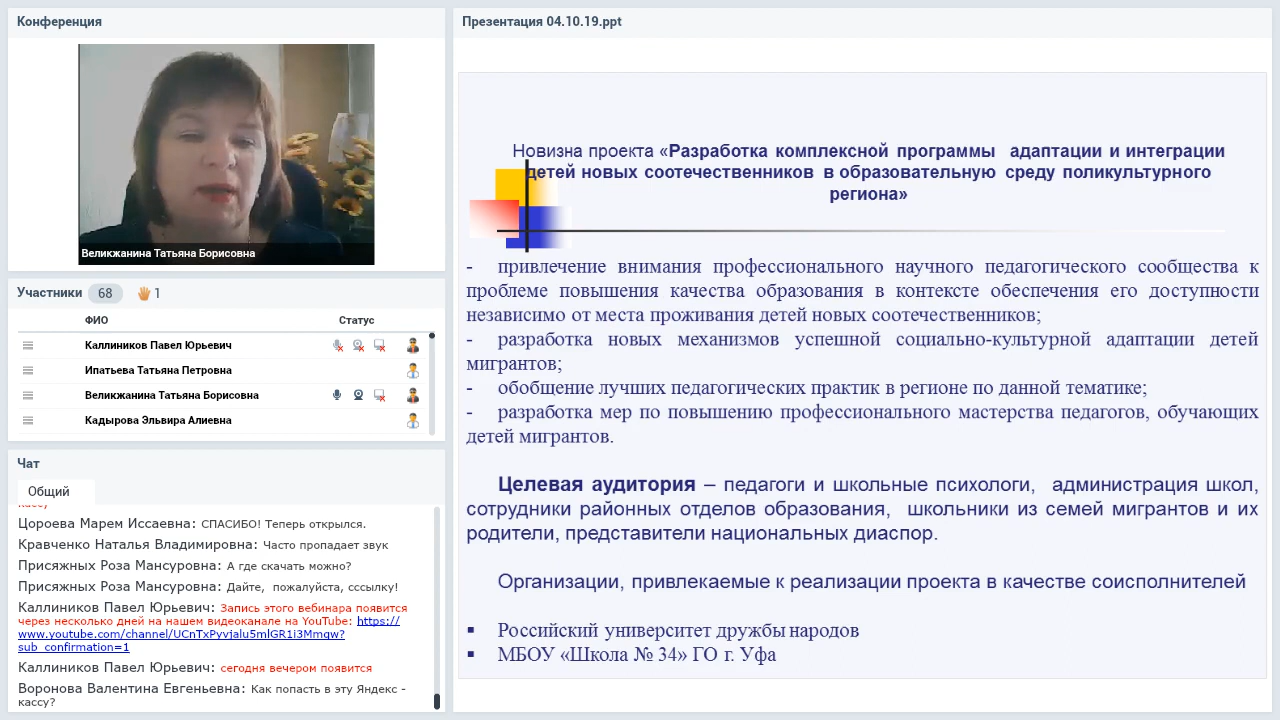 Конференция
Великжанина Татьяна Борисовна
Участники 68 1
ФИО Статус
Каллиников Павел Юрьевич
Ипатьева Татьяна Петровна
Великжанина Татьяна Борисовна
Кадырова Эльвира Алиевна
Чат
Общий
кассу
Цороева Марем Иссаевна: СПАСИБО! Теперь открылся.
Кравченко Наталья Владимировна: Часто пропадает звук
Присяжных Роза Мансуровна: А где скачать можно?
Присяжных Роза Мансуровна: Дайте, пожалуйста, сссылку!
Каллиников Павел Юрьевич: Запись этого вебинара появится
через несколько дней на нашем видеоканале на YouTube: https://
www.youtube.com/channel/UCnTxPyvjalu5mlGR1i3Mmqw?
sub_confirmation=1
Каллиников Павел Юрьевич: сегодня вечером появится
Воронова Валентина Евгеньевна: Как попасть в эту Яндекс -
кассу?
Презентация 04.10.19.ppt
Новизна проекта «Разработка комплексной программы адаптации и интеграции
детей новых соотечественников в образовательную среду поликультурного
региона»
- привлечение внимания профессионального научного педагогического сообщества к
проблеме повышения качества образования в контексте обеспечения его доступности
независимо от места проживания детей новых соотечественников;
- разработка новых механизмов успешной социально-культурной адаптации детей
мигрантов;
- обобщение лучших педагогических практик в регионе по данной тематике;
- разработка мер по повышению профессионального мастерства педагогов, обучающих
детей мигрантов.
Целевая аудитория – педагоги и школьные психологи, администрация школ,
сотрудники районных отделов образования, школьники из семей мигрантов и их
родители, представители национальных диаспор.
Организации, привлекаемые к реализации проекта в качестве соисполнителей
▪ Российский университет дружбы народов
▪ МБОУ «Школа № 34» ГО г. Уфа